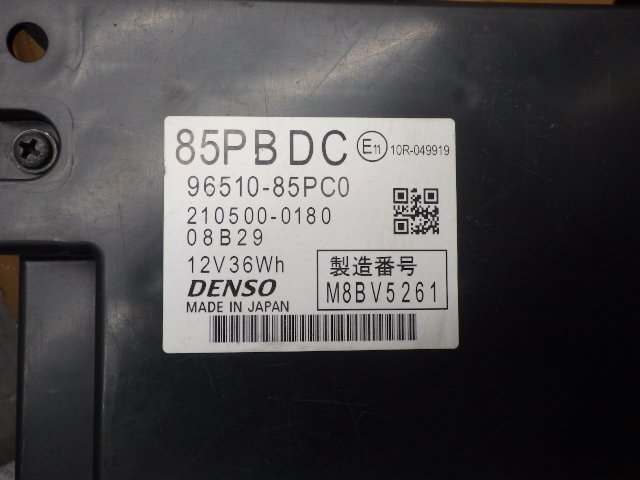 85PBDC E11 10R-049919
96510-85PC0
210500-0180
08B29
12V36Wh
DENSO
MADE IN JAPAN
製造番号
M8BV5261